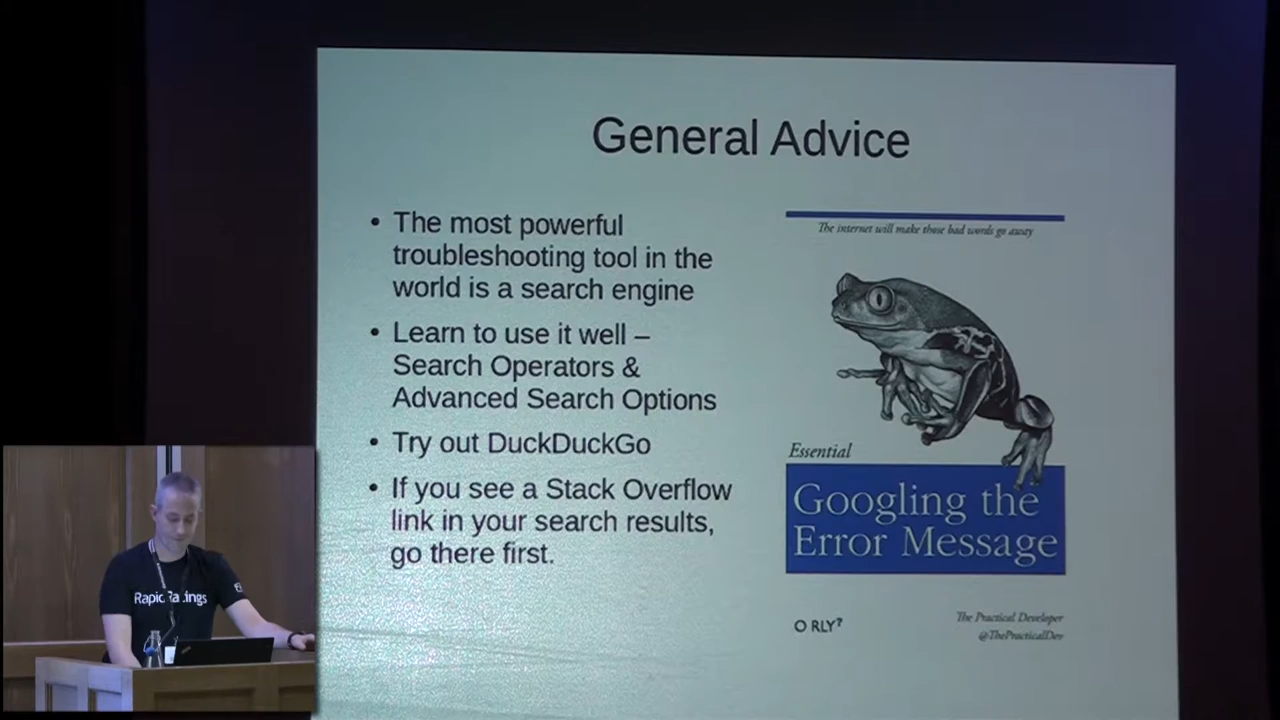 General Advice
• The most powerful
troubleshooting tool in the
world is a search engine
• Learn to use it well –
Search Operators &
Advanced Search Options
• Try out DuckDuckGo
• If you see a Stack Overflow
link in your search results,
go there first.
The internet will make those bad words go away
Essential
Googling the
Error Message
O RLY?
The Practical Developer
@ThePracticalDev
RapidRatings